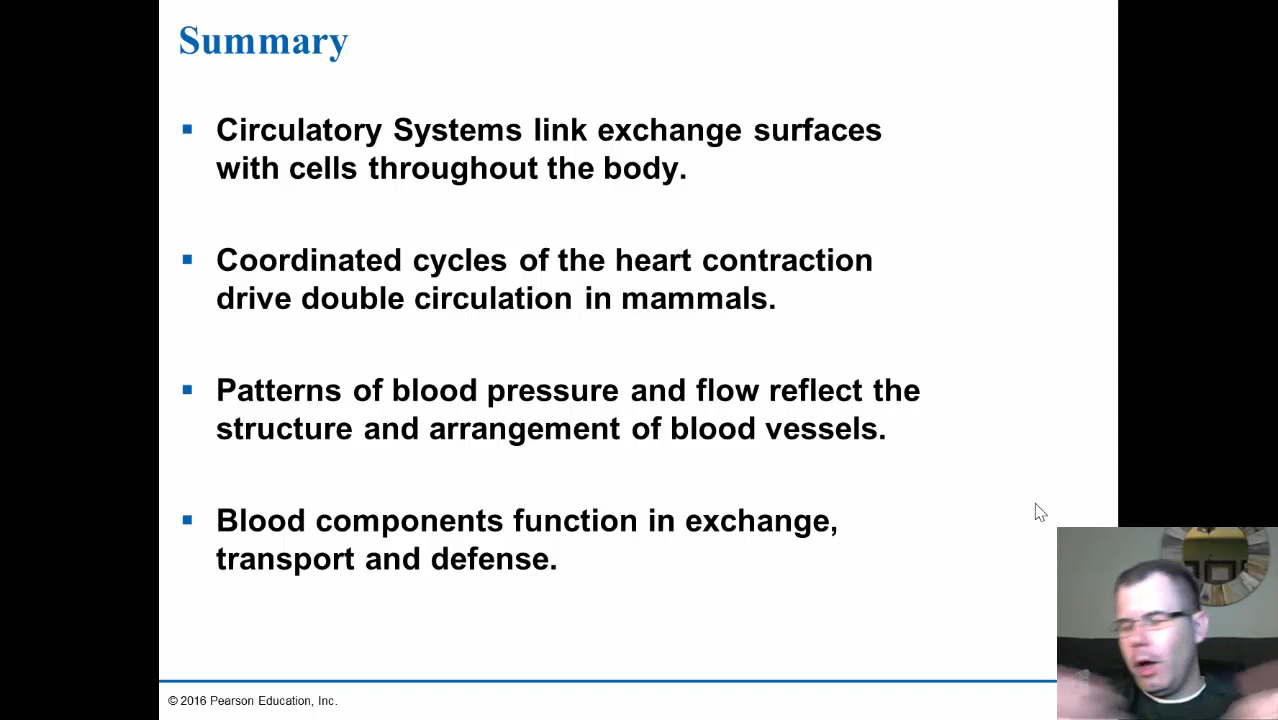 Summary
Circulatory Systems link exchange surfaces
with cells throughout the body.
Coordinated cycles of the heart contraction
drive double circulation in mammals.
Patterns of blood pressure and flow reflect the
structure and arrangement of blood vessels.
Blood components function in exchange,
transport and defense.
© 2016 Pearson Education, Inc.